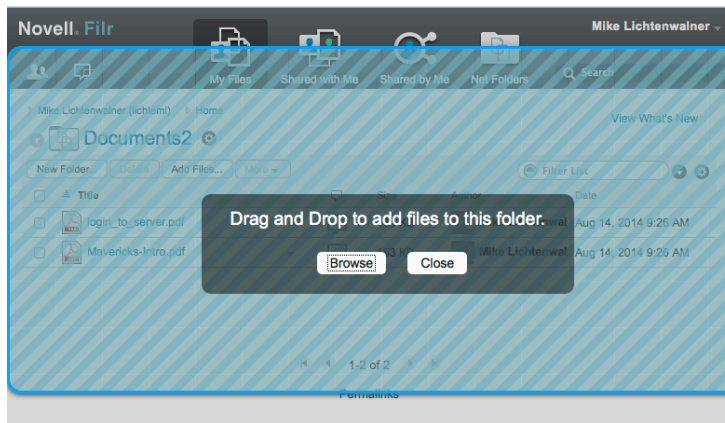 Novell. Filr
Mike Lichtenwalner
My Files Shared with Me Shared by Me Net Folders Search
Mike Lichtenwalner (lichteml) Home
View What's New
Documents2
New Folder... Delete Add Files... More Filter List
Title Size Author Date
login_to_server.pdf Aug 14, 2014 9:26 AM
Drag and Drop to add files to this folder.
Mavericks-Intro.pdf Mike Lichtenwal Aug 14, 2014 9:26 AM
Browse Close
1-2 of 2
Permalinks